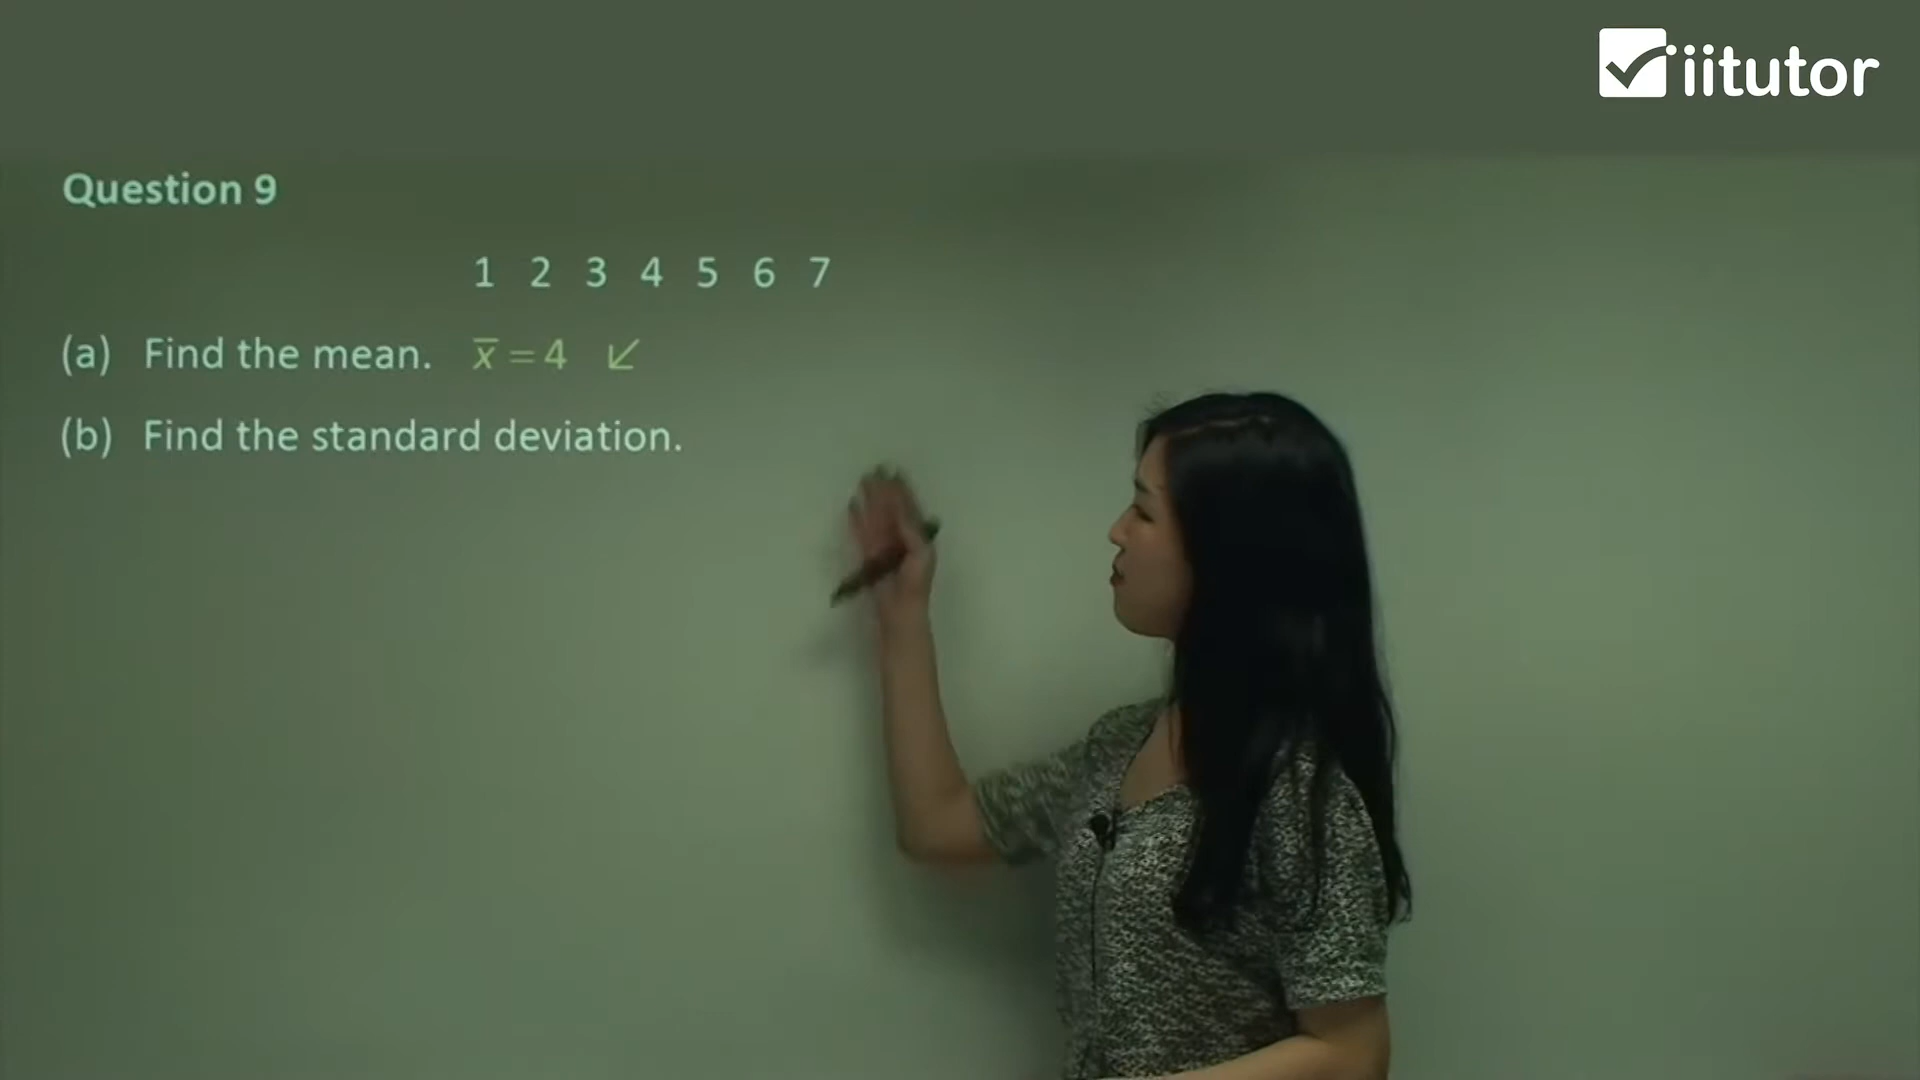 iitutor
Question 9
1 2 3 4 5 6 7
(a) Find the mean. x̅ = 4 ↙
(b) Find the standard deviation.